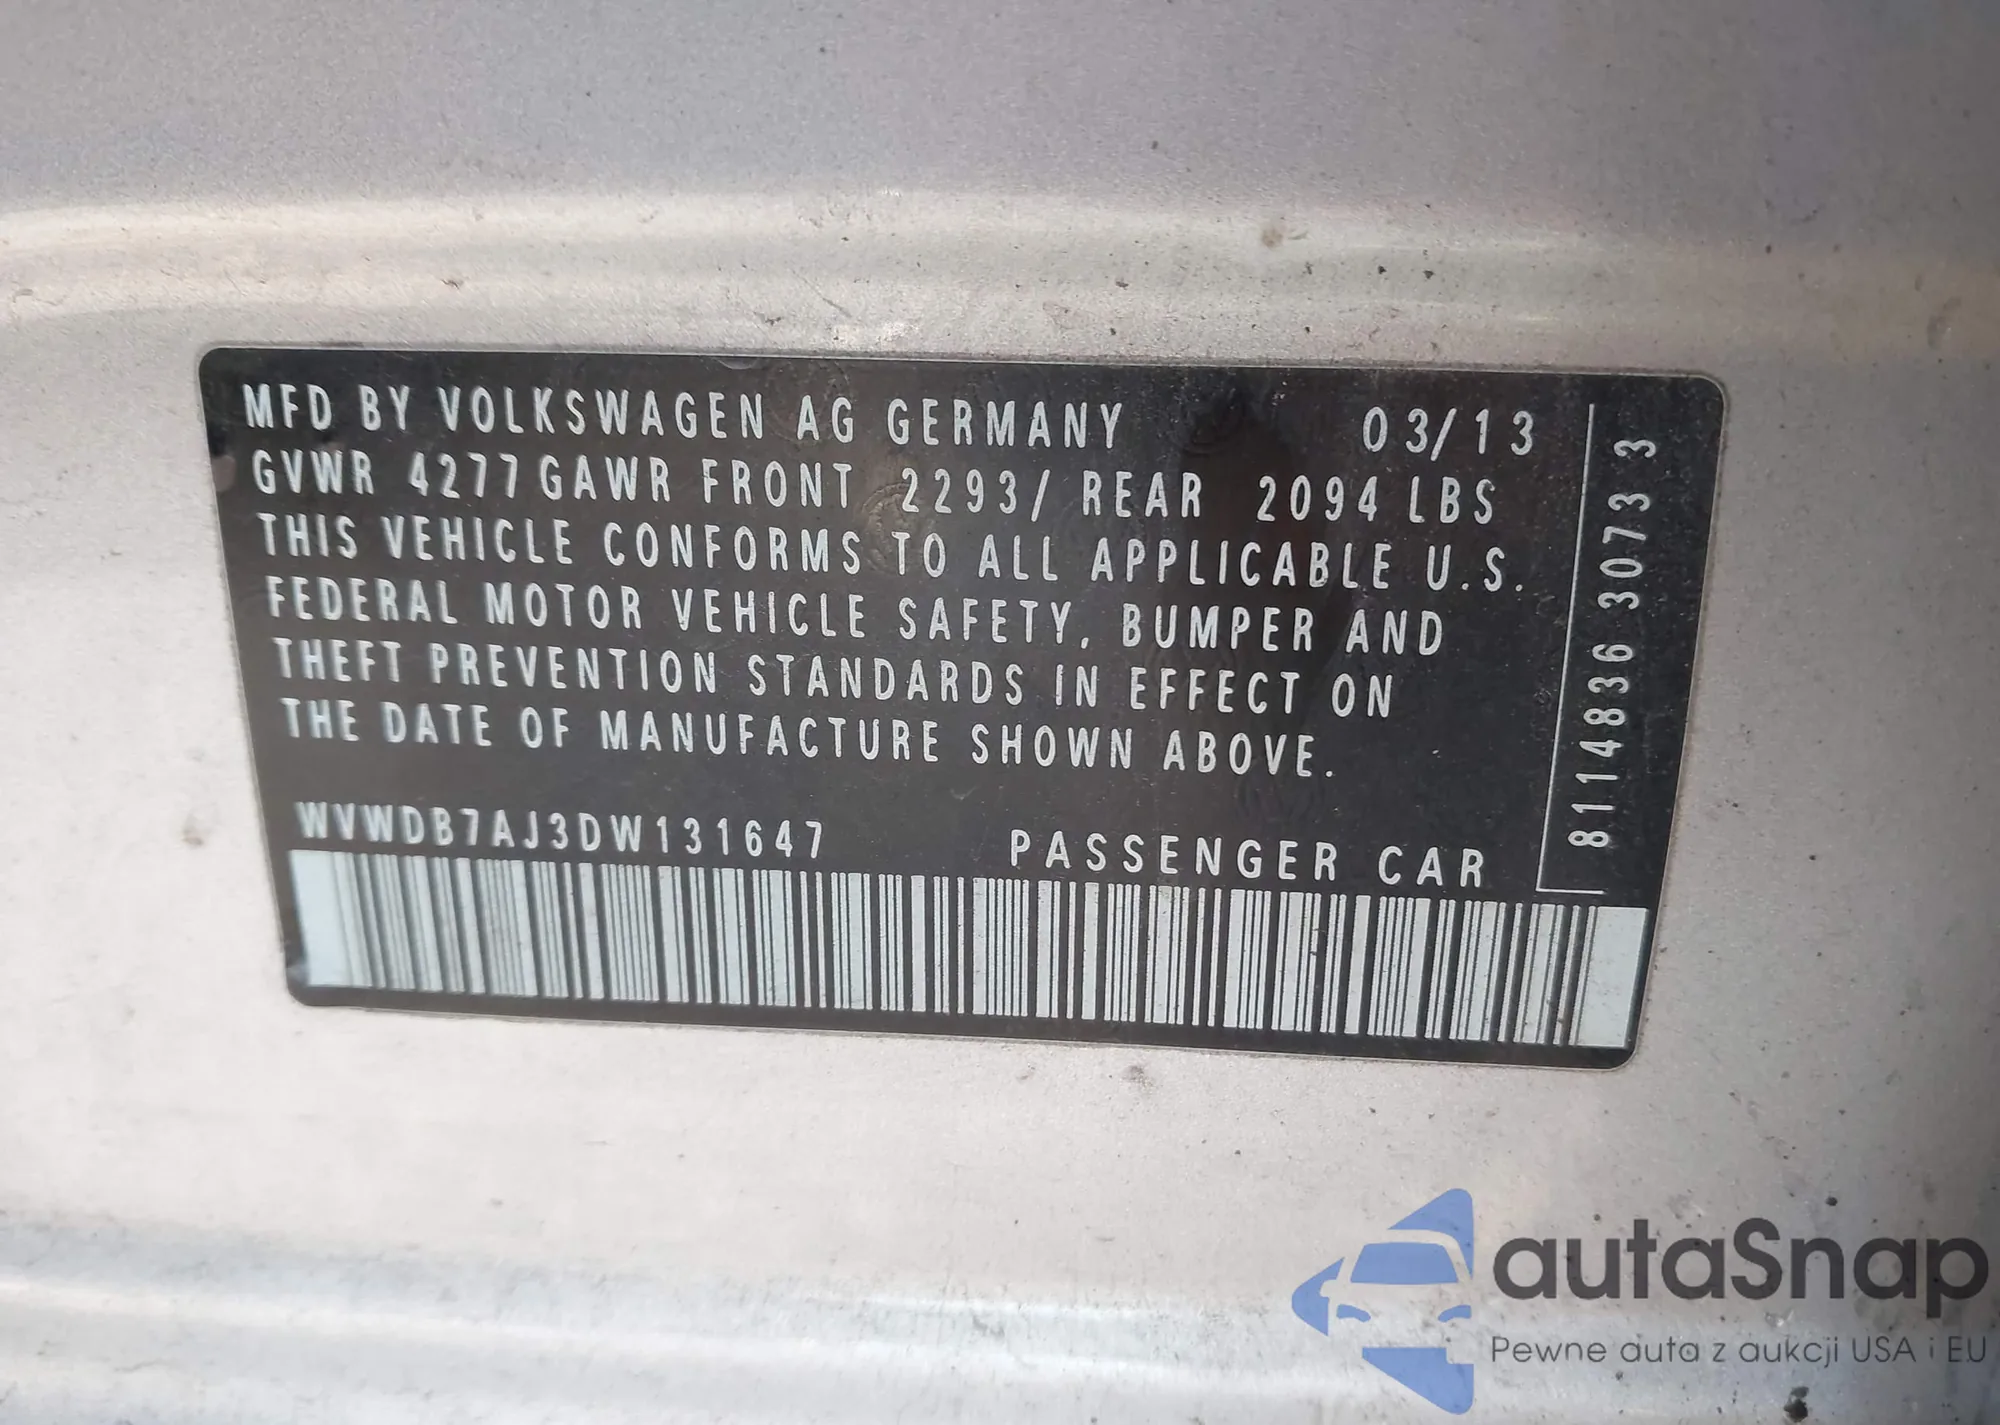 MFD BY VOLKSWAGEN AG GERMANY 03/13
GVWR 4277 GAWR FRONT 2293/ REAR 2094 LBS
THIS VEHICLE CONFORMS TO ALL APPLICABLE U.S.
FEDERAL MOTOR VEHICLE SAFETY, BUMPER AND
THEFT PREVENTION STANDARDS IN EFFECT ON
THE DATE OF MANUFACTURE SHOWN ABOVE.
WVWDB7AJ3DW131647 PASSENGER CAR
8114836 3073 3
autaSnap
Pewne auta z aukcji USA i EU